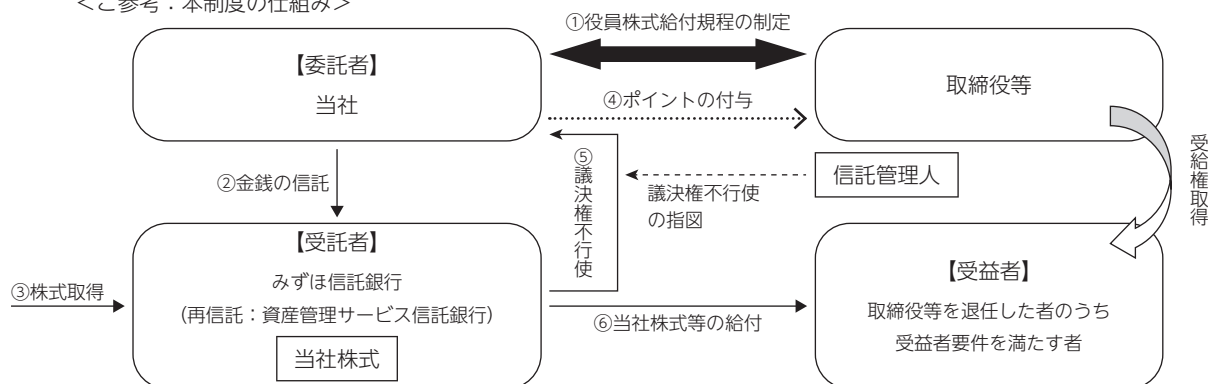 ＜ご参考：本制度の仕組み＞
①役員株式給付規程の制定
【委託者】
当社
取締役等
④ポイントの付与
②金銭の信託
⑤議決権不行使
議決権不行使
の指図
信託管理人
受給権取得
【受託者】
みずほ信託銀行
（再信託：資産管理サービス信託銀行）
当社株式
③株式取得
⑥当社株式等の給付
【受益者】
取締役等を退任した者のうち
受益者要件を満たす者